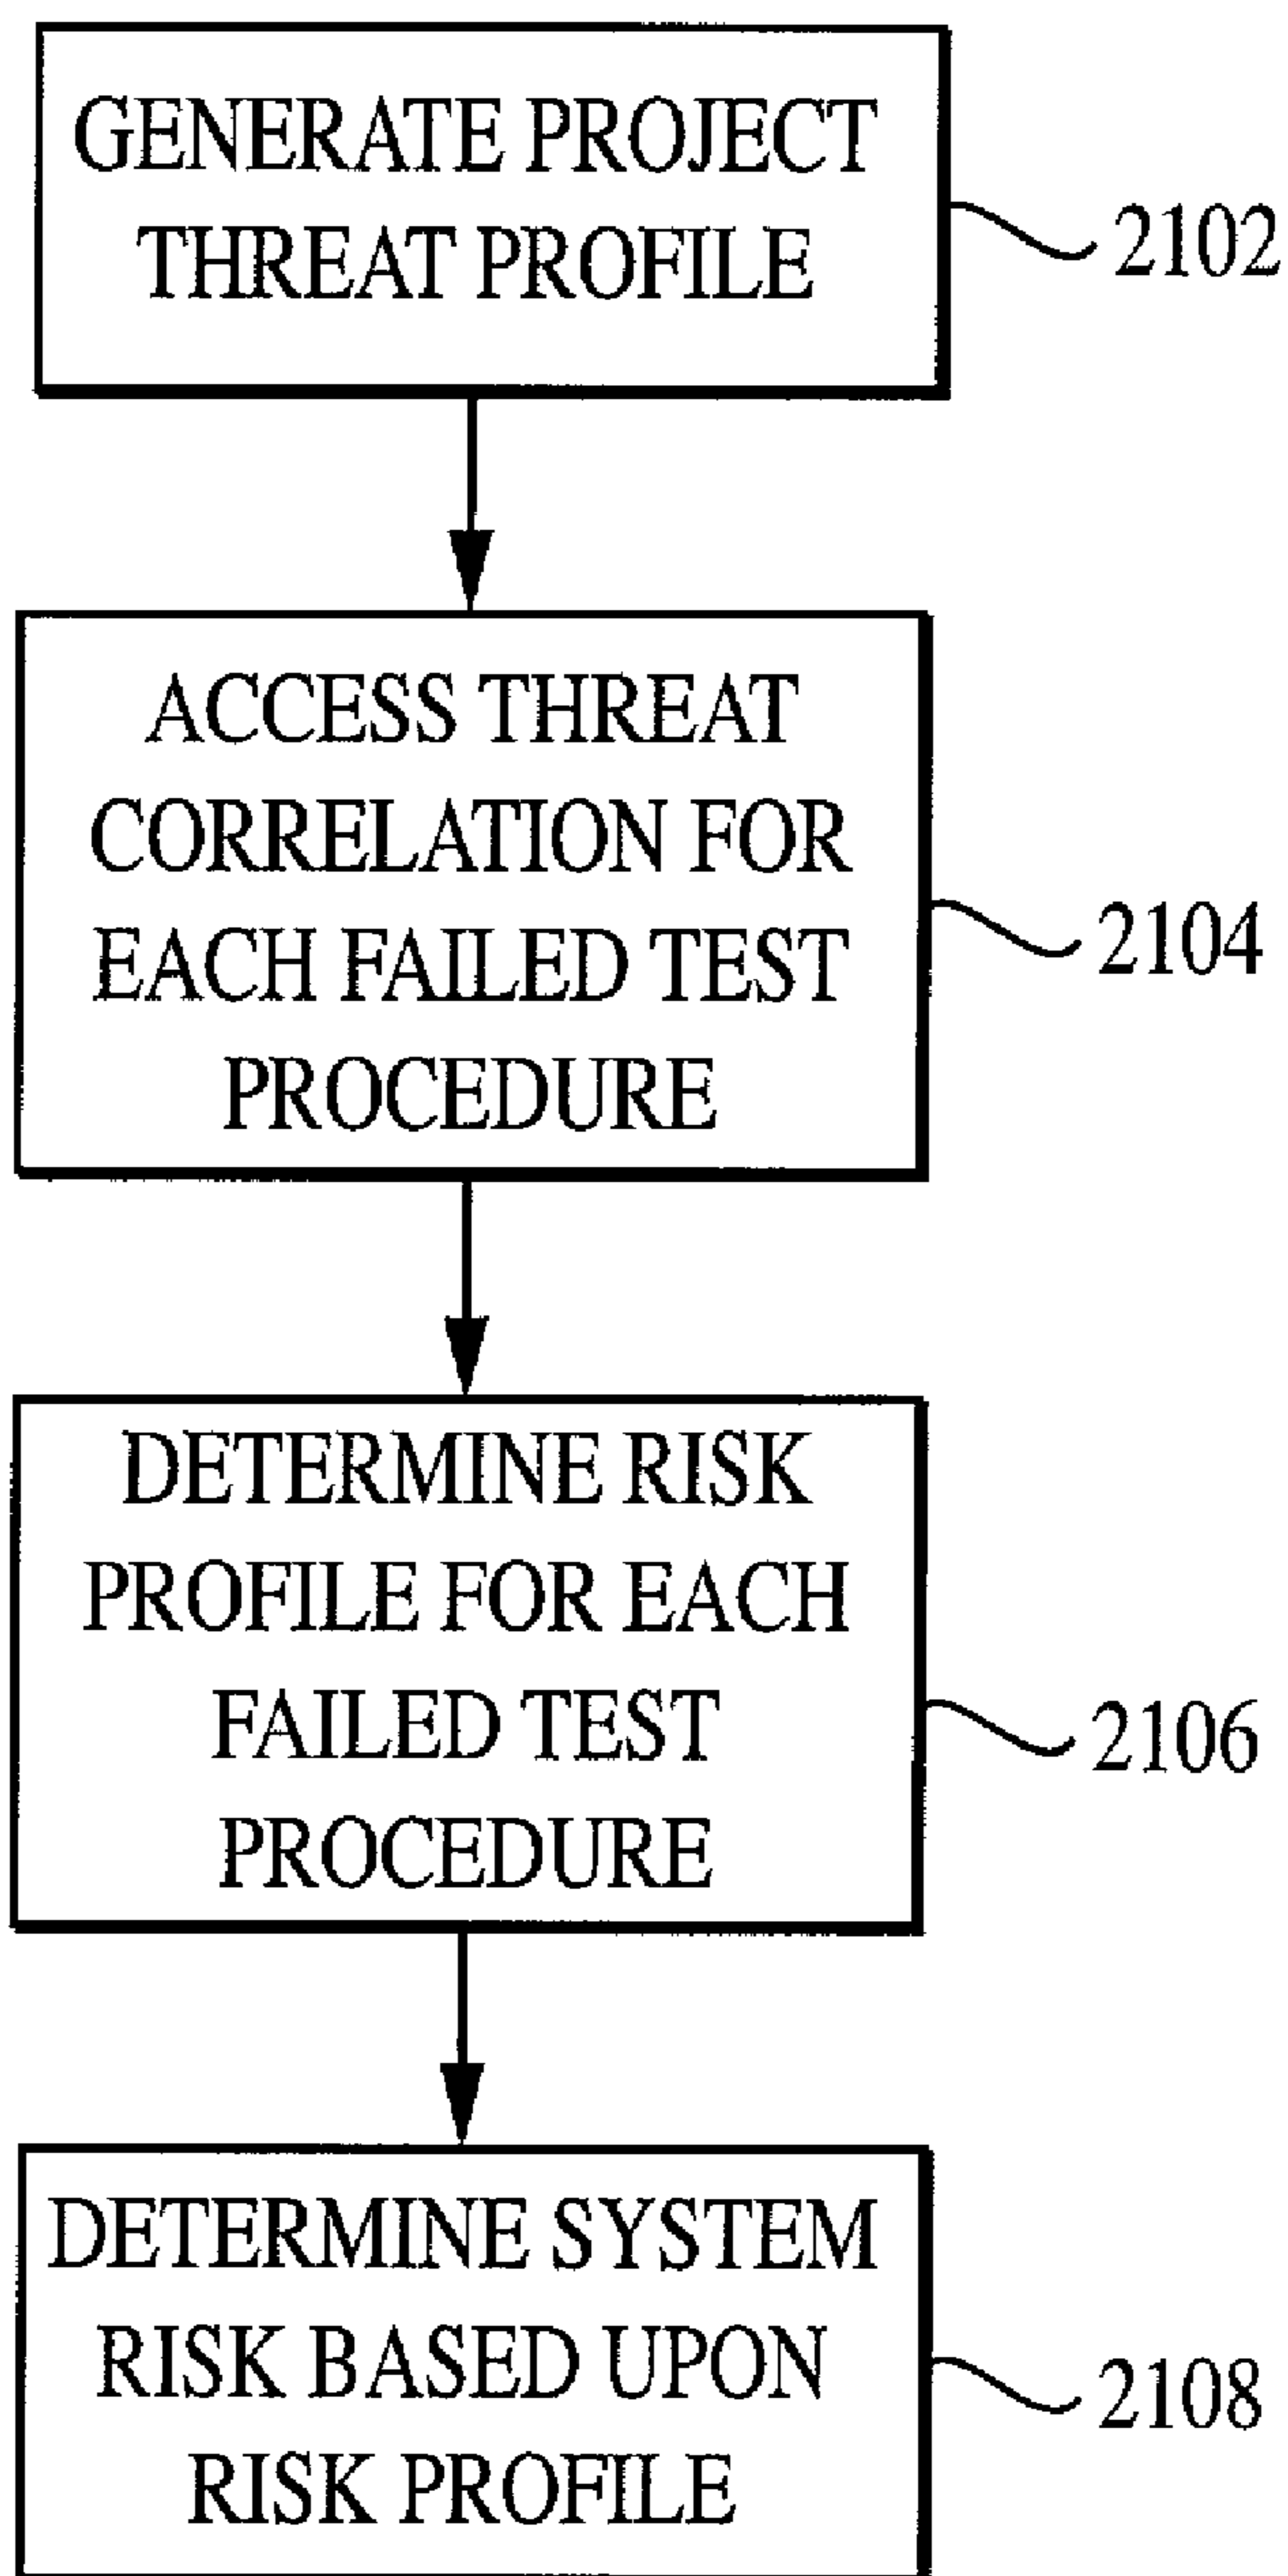 GENERATE PROJECT
THREAT PROFILE
2102
ACCESS THREAT
CORRELATION FOR
EACH FAILED TEST
PROCEDURE
2104
DETERMINE RISK
PROFILE FOR EACH
FAILED TEST
PROCEDURE
2106
DETERMINE SYSTEM
RISK BASED UPON
RISK PROFILE
2108